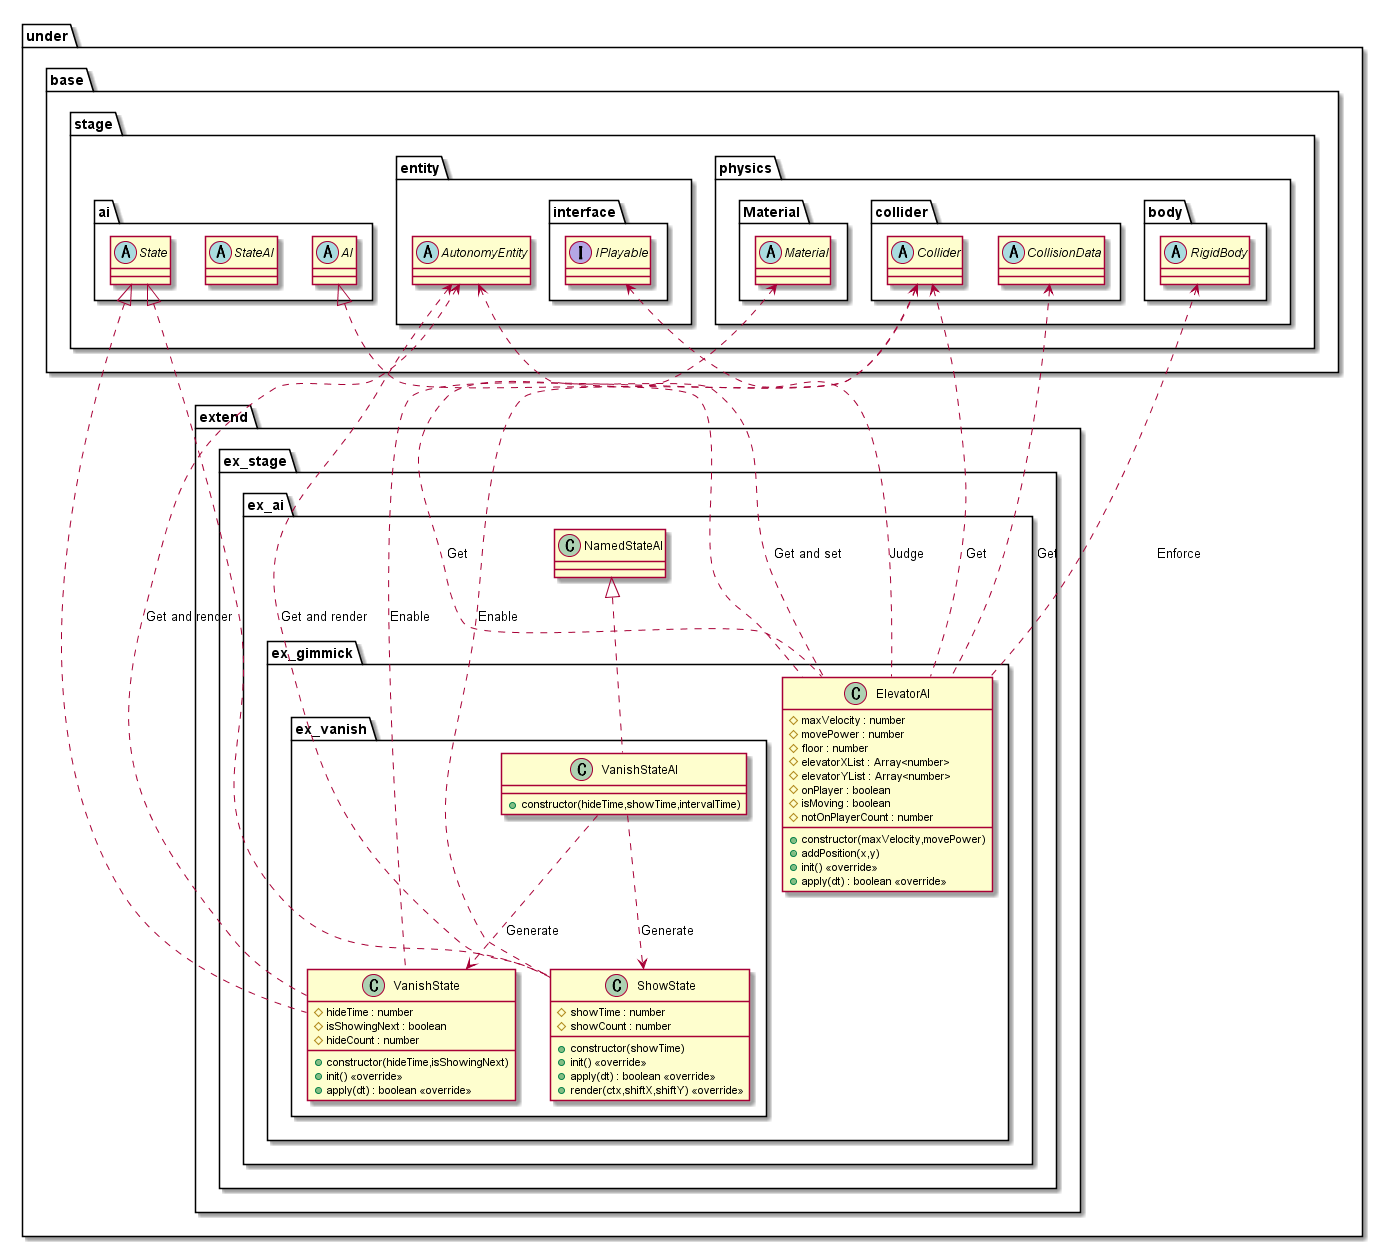 under
base
stage
entity
physics
ai
interface
Material
collider
body
A State
A StateAI
A AI
A AutonomyEntity
I IPlayable
A Material
A Collider
A CollisionData
A RigidBody
extend
ex_stage
ex_ai
C NamedStateAI
Get
Get and set
Judge
Get
Get
Enforce
Get and render
Get and render
Enable
Enable
ex_gimmick
C ElevatorAI
maxVelocity : number
movePower : number
floor : number
elevatorXList : Array<number>
elevatorYList : Array<number>
onPlayer : boolean
isMoving : boolean
notOnPlayerCount : number
constructor(maxVelocity,movePower)
addPosition(x,y)
init() «override»
apply(dt) : boolean «override»
ex_vanish
C VanishStateAI
constructor(hideTime,showTime,intervalTime)
Generate
Generate
C VanishState
hideTime : number
isShowingNext : boolean
hideCount : number
constructor(hideTime,isShowingNext)
init() «override»
apply(dt) : boolean «override»
C ShowState
showTime : number
showCount : number
constructor(showTime)
init() «override»
apply(dt) : boolean «override»
render(ctx,shiftX,shiftY) «override»